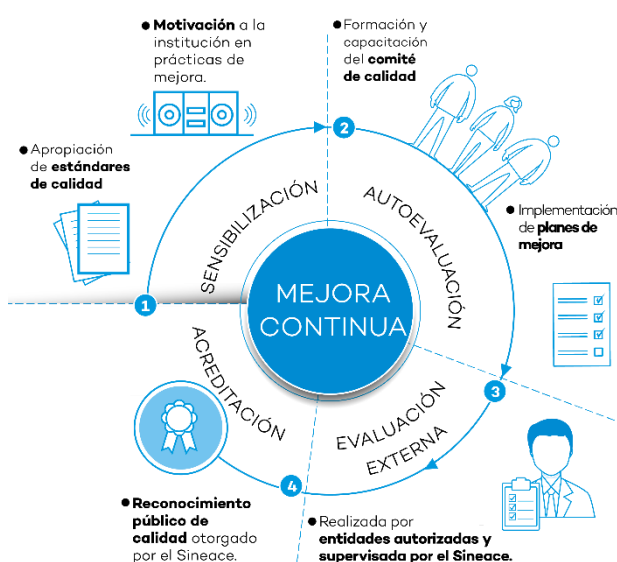 ● Motivación a la
institución en
prácticas de
mejora.
● Formación y
capacitación
del comité
de calidad
● Apropiación
de estándares
de calidad
● Implementación
de planes de
mejora
1
SENSIBILIZACIÓN
2
AUTOEVALUACIÓN
MEJORA
CONTINUA
3
EVALUACIÓN
EXTERNA
4
ACREDITACIÓN
● Reconocimiento
público de
calidad otorgado
por el Sineace.
● Realizada por
entidades autorizadas y
supervisada por el Sineace.